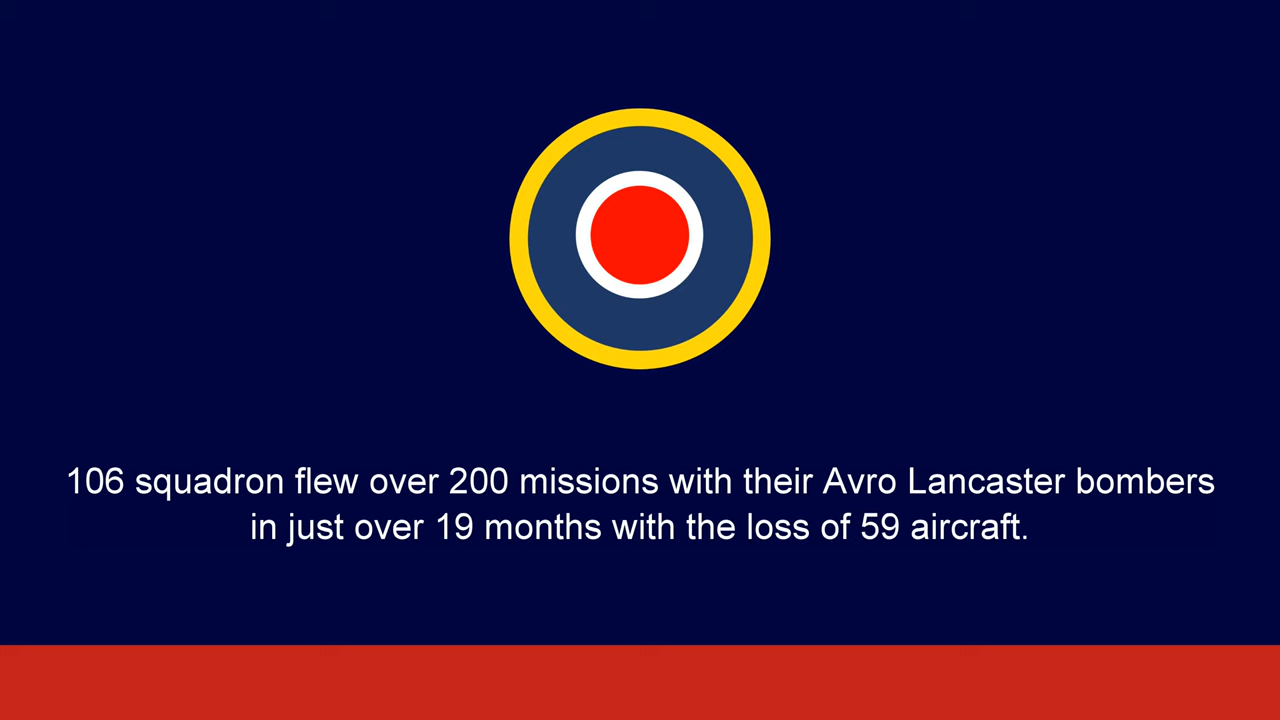 106 squadron flew over 200 missions with their Avro Lancaster bombers
in just over 19 months with the loss of 59 aircraft.